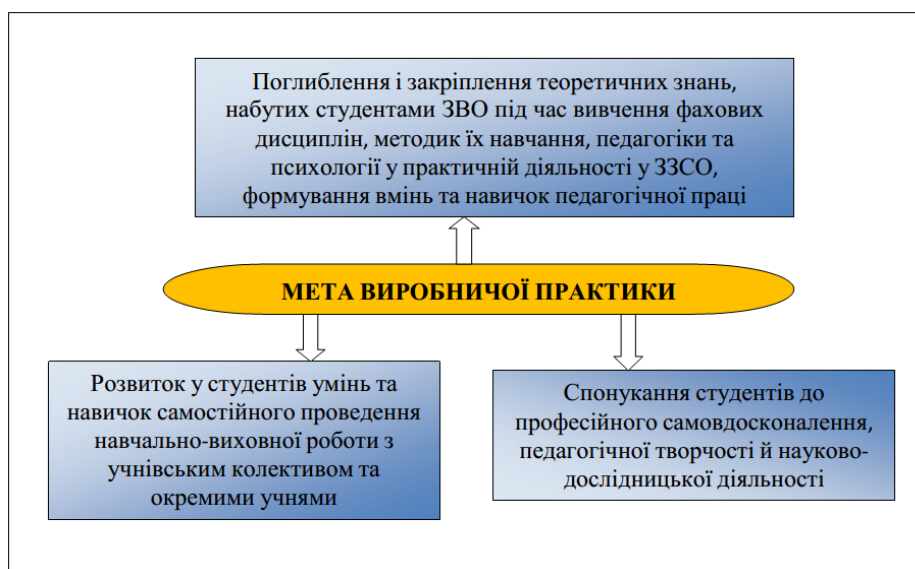 Поглиблення і закріплення теоретичних знань,
набутих студентами ЗВО під час вивчення фахових
дисциплін, методик їх навчання, педагогіки та
психології у практичній діяльності у ЗЗСО,
формування вмінь та навичок педагогічної праці
МЕТА ВИРОБНИЧОЇ ПРАКТИКИ
Розвиток у студентів умінь та
навичок самостійного проведення
навчально-виховної роботи з
учнівським колективом та
окремими учнями
Спонукання студентів до
професійного самовдосконалення,
педагогічної творчості й науково-
дослідницької діяльності